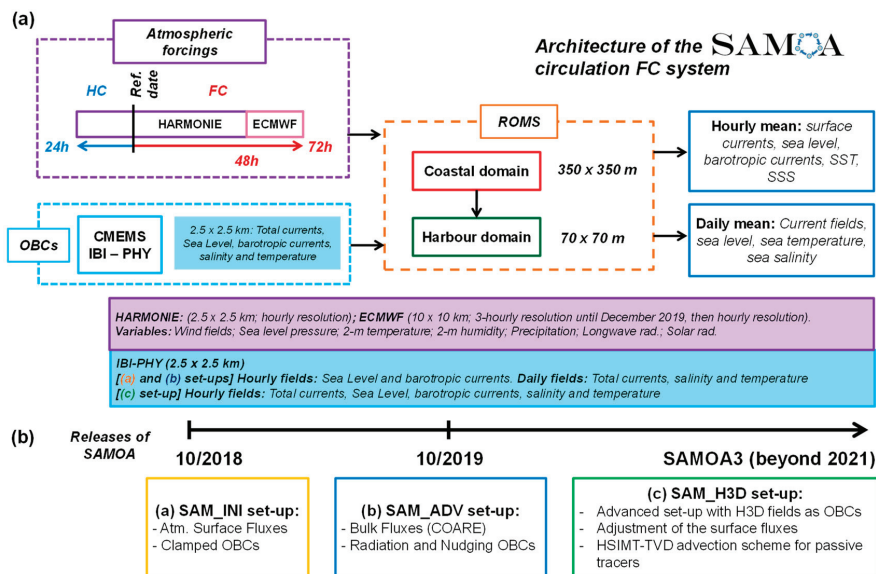 (a)
Atmospheric
forcings
Architecture of the SAMOA
circulation FC system
HC
Ref.
date
FC
HARMONIE
ECMWF
24h
48h
72h
ROMS
Coastal domain
350 x 350 m
Harbour domain
70 x 70 m
Hourly mean: surface
currents, sea level,
barotropic currents, SST,
SSS
Daily mean: Current fields,
sea level, sea temperature,
sea salinity
OBCs
CMEMS
IBI – PHY
2.5 x 2.5 km: Total currents,
Sea Level, barotropic currents,
salinity and temperature
HARMONIE: (2.5 x 2.5 km; hourly resolution); ECMWF (10 x 10 km; 3-hourly resolution until December 2019, then hourly resolution).
Variables: Wind fields; Sea level pressure; 2-m temperature; 2-m humidity; Precipitation; Longwave rad.; Solar rad.
IBI-PHY (2.5 x 2.5 km)
[(a) and (b) set-ups] Hourly fields: Sea Level and barotropic currents. Daily fields: Total currents, salinity and temperature
[(c) set-up] Hourly fields: Total currents, Sea Level, barotropic currents, salinity and temperature
(b)
Releases of
SAMOA
10/2018
10/2019
SAMOA3 (beyond 2021)
(a) SAM_INI set-up:
- Atm. Surface Fluxes
- Clamped OBCs
(b) SAM_ADV set-up:
- Bulk Fluxes (COARE)
- Radiation and Nudging OBCs
(c) SAM_H3D set-up:
- Advanced set-up with H3D fields as OBCs
- Adjustment of the surface fluxes
- HSIMT-TVD advection scheme for passive
tracers